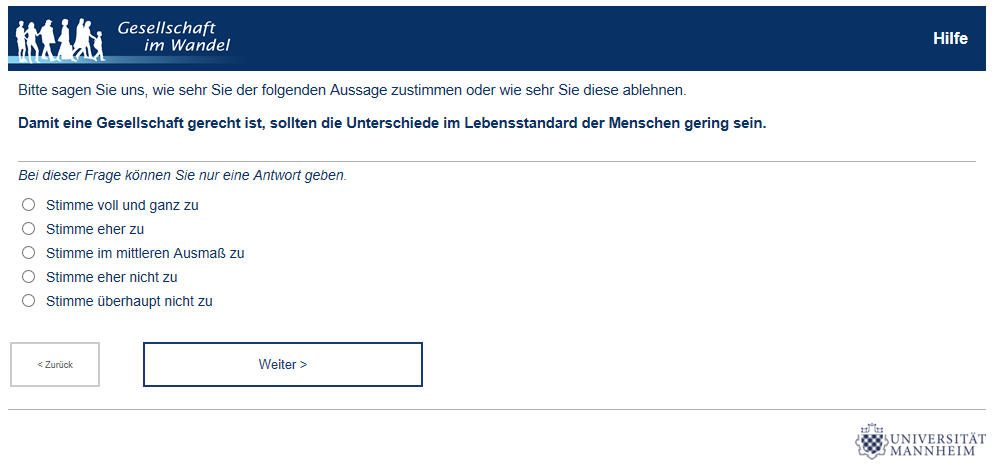 Gesellschaft
im Wandel
Hilfe
Bitte sagen Sie uns, wie sehr Sie der folgenden Aussage zustimmen oder wie sehr Sie diese ablehnen.
Damit eine Gesellschaft gerecht ist, sollten die Unterschiede im Lebensstandard der Menschen gering sein.
Bei dieser Frage können Sie nur eine Antwort geben.
Stimme voll und ganz zu
Stimme eher zu
Stimme im mittleren Ausmaß zu
Stimme eher nicht zu
Stimme überhaupt nicht zu
< Zurück
Weiter >
UNIVERSITÄT
MANNHEIM